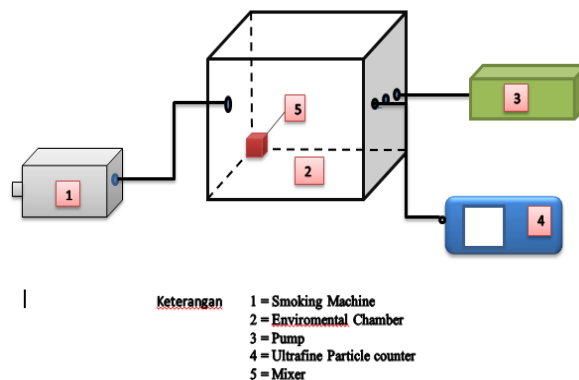 5
3
1
2
4
Keterangan 1 = Smoking Machine
2 = Enviromental Chamber
3 = Pump
4 = Ultrafine Particle counter
5 = Mixer